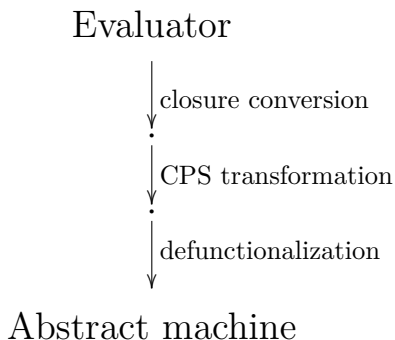 Evaluator
closure conversion
CPS transformation
defunctionalization
Abstract machine